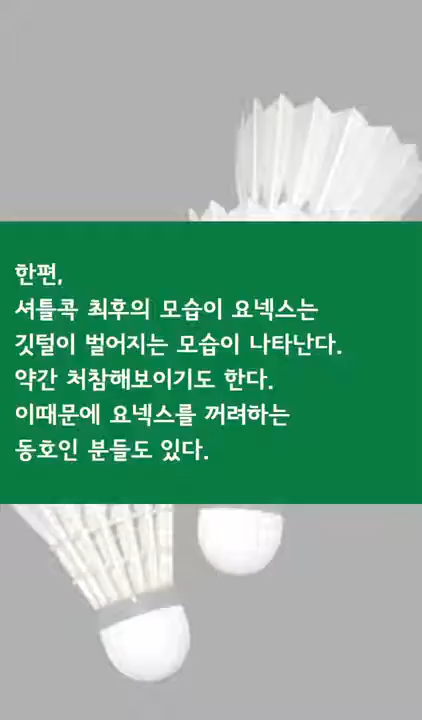 한편,
셔틀콕 최후의 모습이 요넥스는
깃털이 벌어지는 모습이 나타난다.
약간 처참해보이기도 한다.
이때문에 요넥스를 꺼려하는
동호인 분들도 있다.